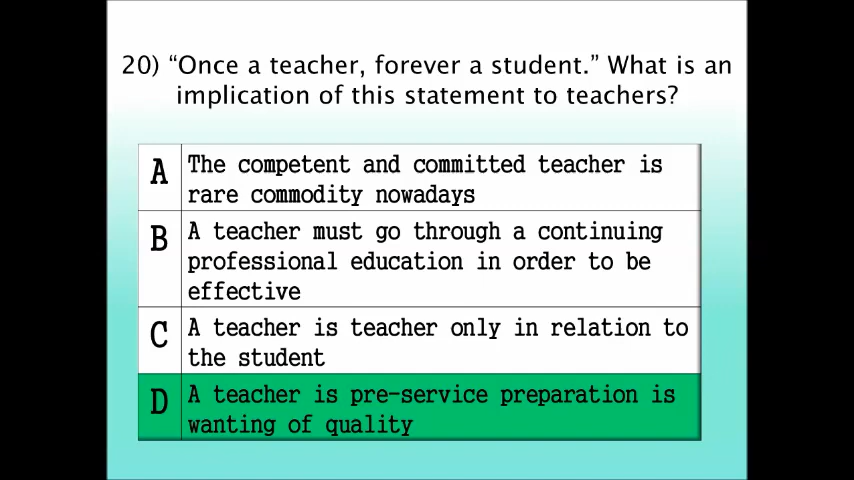 20) “Once a teacher, forever a student.” What is an
implication of this statement to teachers?
A
The competent and committed teacher is
rare commodity nowadays
B
A teacher must go through a continuing
professional education in order to be
effective
C
A teacher is teacher only in relation to
the student
D
A teacher is pre-service preparation is
wanting of quality